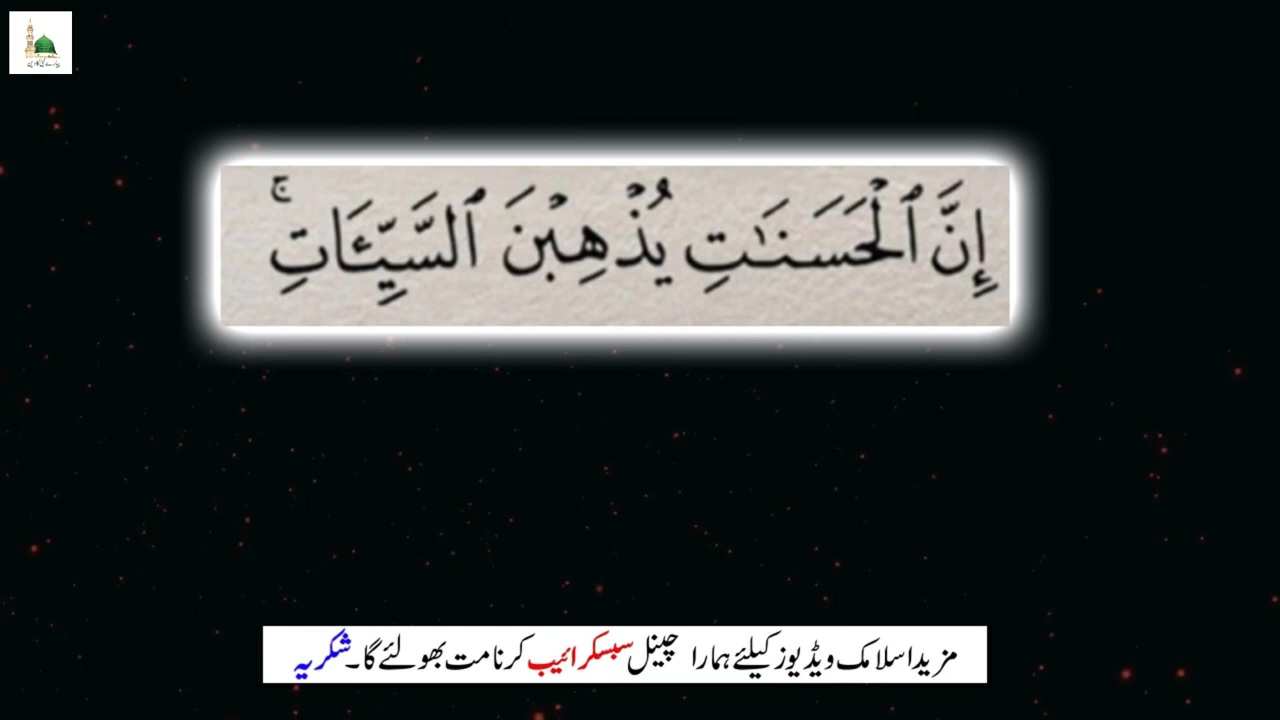 إِنَّ ٱلْحَسَنَٰتِ يُذْهِبْنَ ٱلسَّيِّـَٔاتِ ۚ
مزید اسلامک ویڈیوز کیلئے ہمارا چینل سبسکرائیب کرنا مت بھولئے گا۔ شکریہ